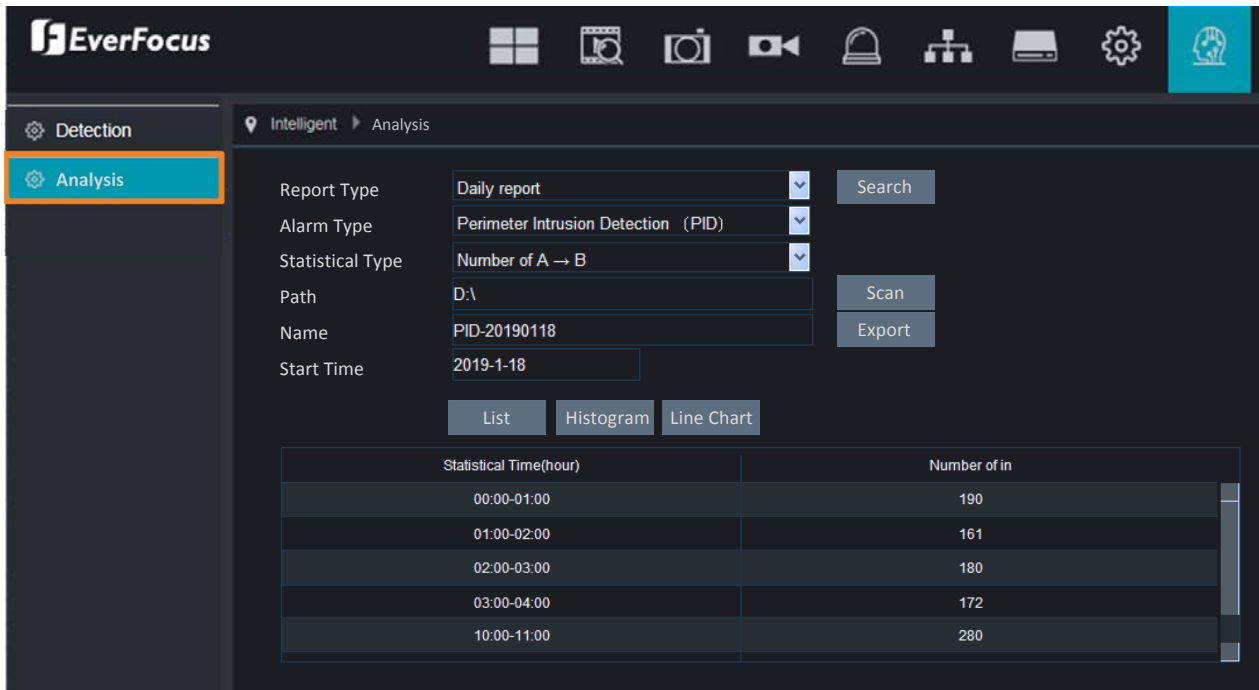 EverFocus
Detection
Analysis
Intelligent Analysis
Report Type Daily report Search
Alarm Type Perimeter Intrusion Detection （PID）
Statistical Type Number of A → B
Path D:\ Scan
Name PID-20190118 Export
Start Time 2019-1-18
List Histogram Line Chart
Statistical Time(hour) Number of in
00:00-01:00 190
01:00-02:00 161
02:00-03:00 180
03:00-04:00 172
10:00-11:00 280